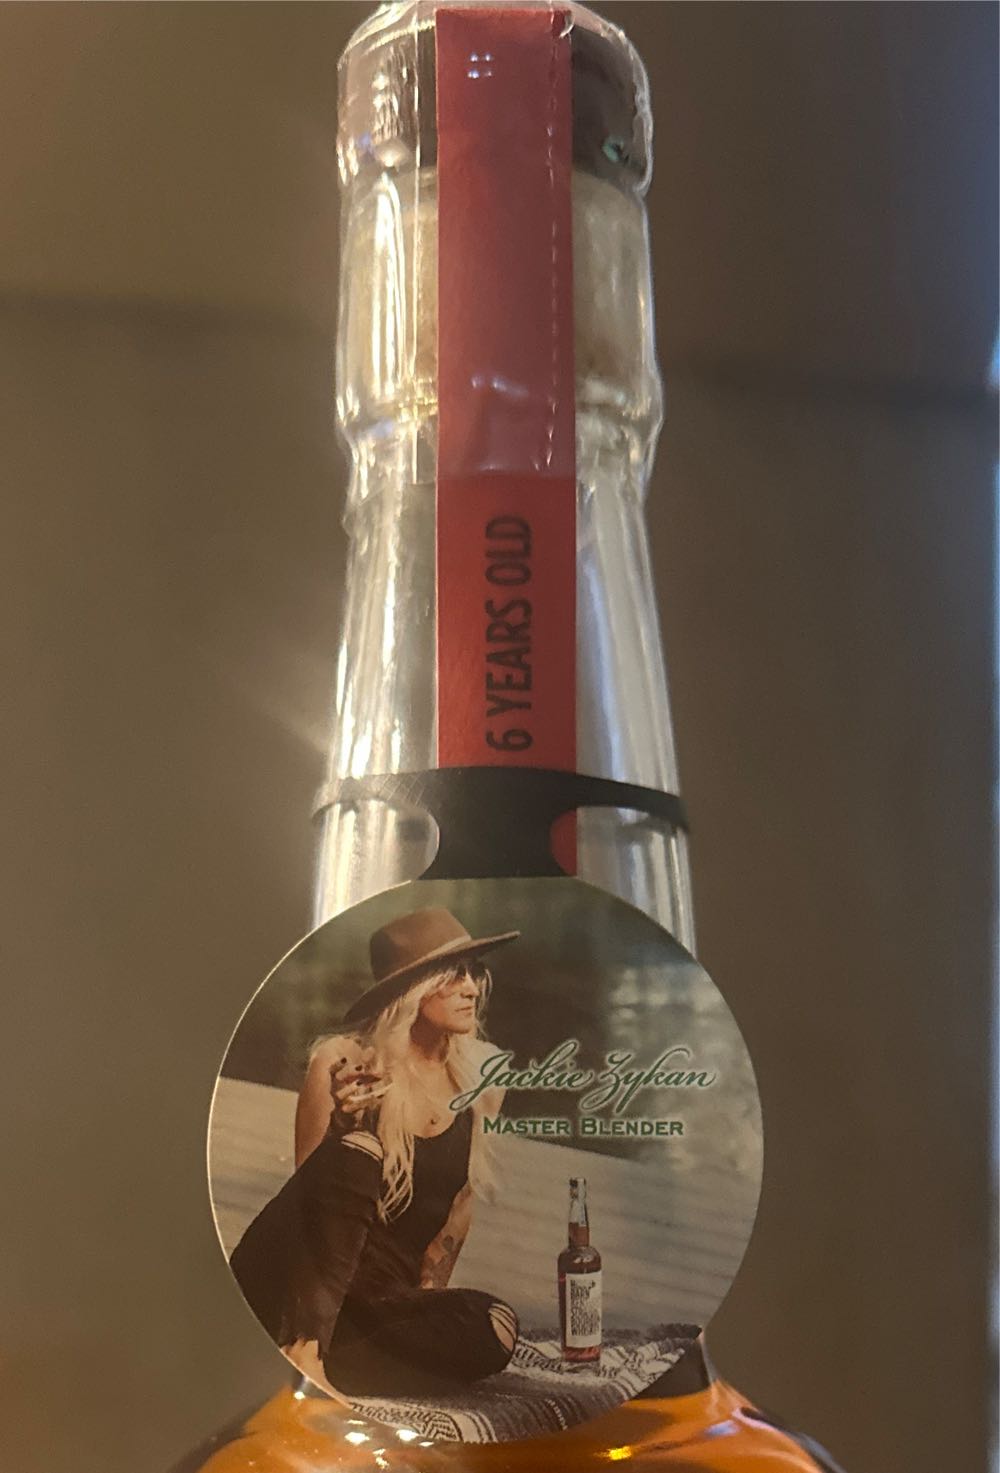 6 YEARS OLD
Jackie Zykan
MASTER BLENDER